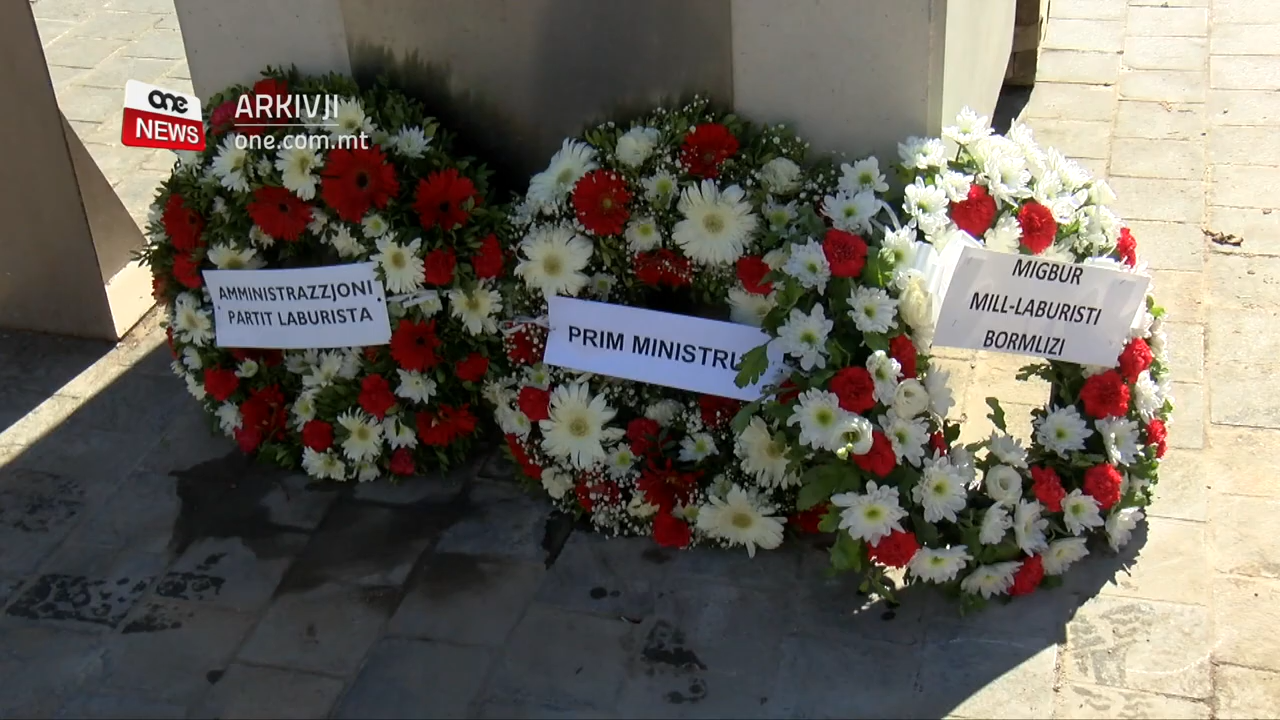 one
NEWS
ARKIVJI
one.com.mt
AMMINISTRAZZJONI
PARTIT LABURISTA
PRIM MINISTRU
MIGBUR
MILL-LABURISTI
BORMLIZI